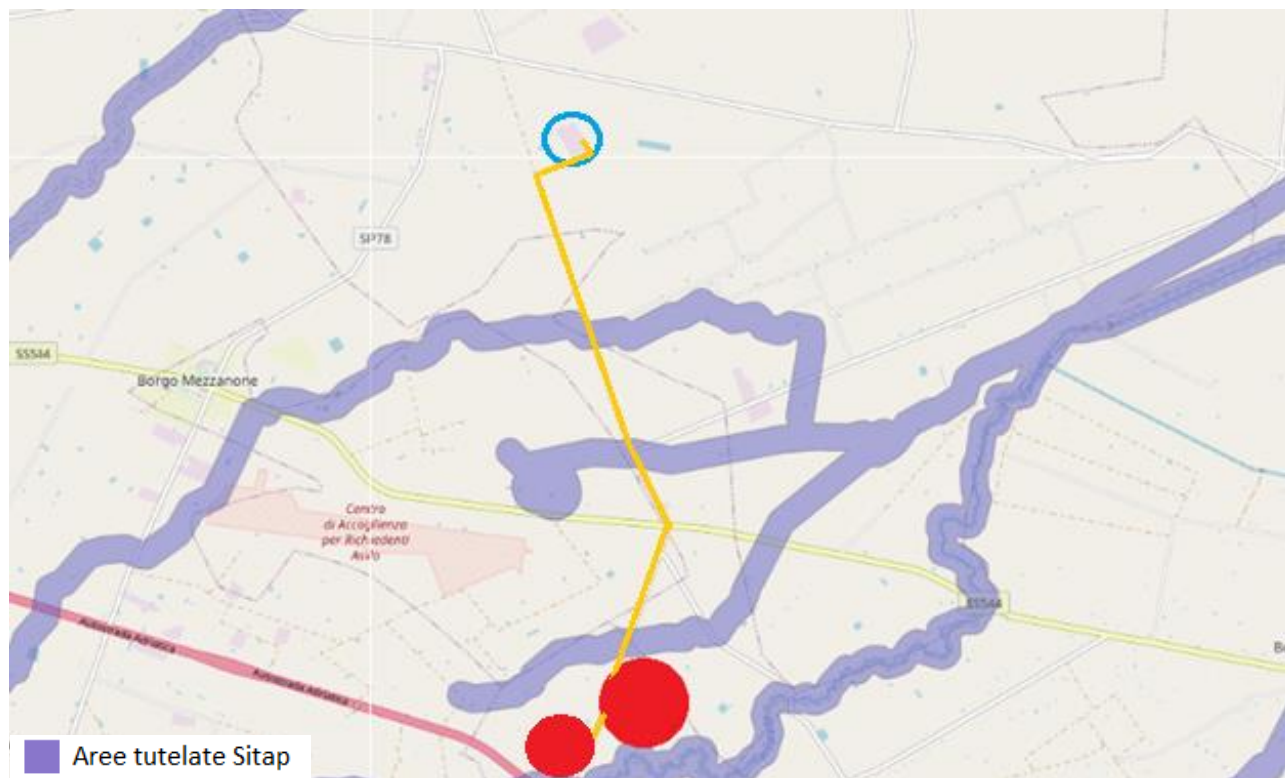 SP78
SS544
Borgo Mezzanone
Centro
di Accoglienza
per Richiedenti
Asilo
SS544
Autostrada Adriatica
Autostrada Adriatica
Aree tutelate Sitap